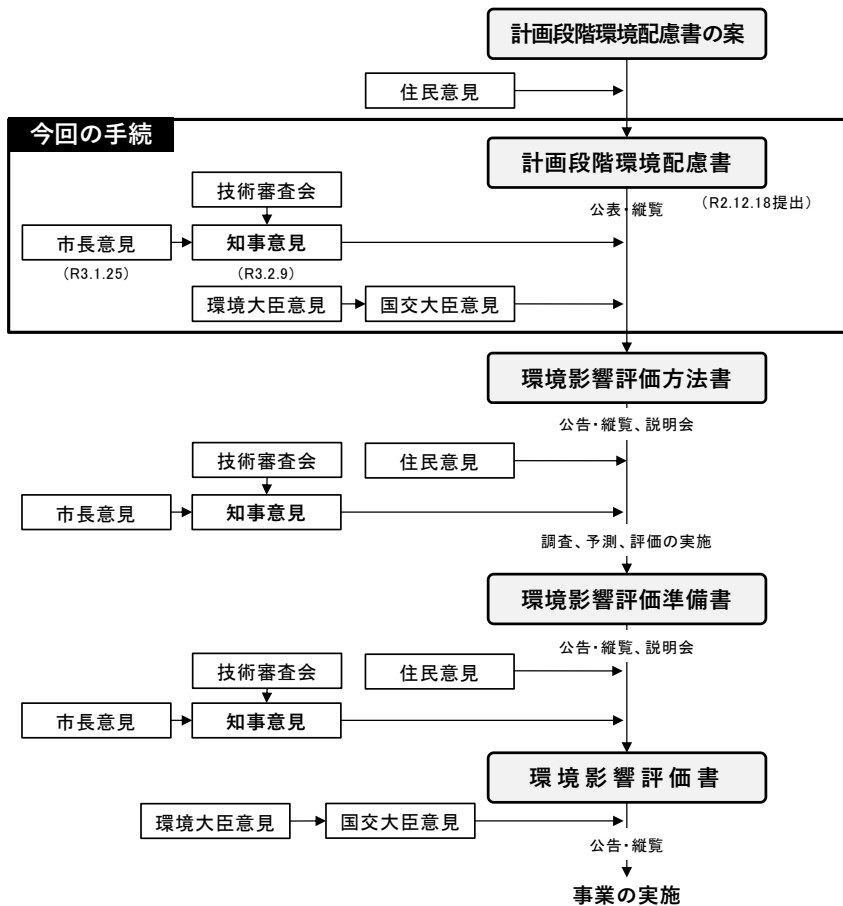 計画段階環境配慮書の案
住民意見
今回の手続
計画段階環境配慮書
技術審査会
公表・縦覧
（R2.12.18提出）
市長意見
知事意見
（R3.1.25）
（R3.2.9）
環境大臣意見
国交大臣意見
環境影響評価方法書
公告・縦覧、説明会
技術審査会
住民意見
市長意見
知事意見
調査、予測、評価の実施
環境影響評価準備書
公告・縦覧、説明会
技術審査会
住民意見
市長意見
知事意見
環境影響評価書
環境大臣意見
国交大臣意見
公告・縦覧
事業の実施